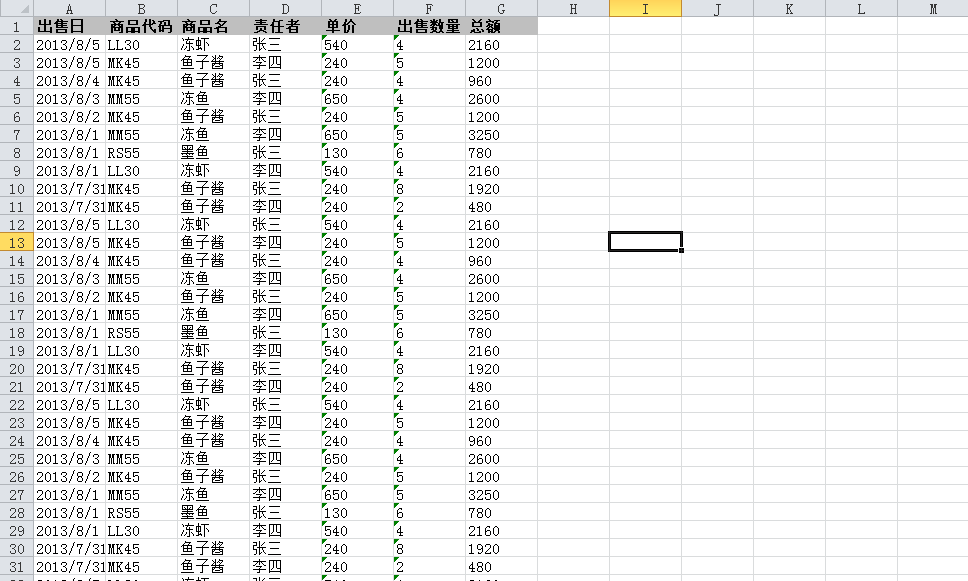 A B C D E F G H I J K L M
1 出售日 商品代码 商品名 责任者 单价 出售数量 总额
2 2013/8/5 LL30 冻虾 张三 540 4 2160
3 2013/8/5 MK45 鱼子酱 李四 240 5 1200
4 2013/8/4 MK45 鱼子酱 张三 240 4 960
5 2013/8/3 MM55 冻鱼 李四 650 4 2600
6 2013/8/2 MK45 鱼子酱 张三 240 5 1200
7 2013/8/1 MM55 冻鱼 李四 650 5 3250
8 2013/8/1 RS55 墨鱼 张三 130 6 780
9 2013/8/1 LL30 冻虾 李四 540 4 2160
10 2013/7/31 MK45 鱼子酱 张三 240 8 1920
11 2013/7/31 MK45 鱼子酱 李四 240 2 480
12 2013/8/5 LL30 冻虾 张三 540 4 2160
13 2013/8/5 MK45 鱼子酱 李四 240 5 1200
14 2013/8/4 MK45 鱼子酱 张三 240 4 960
15 2013/8/3 MM55 冻鱼 李四 650 4 2600
16 2013/8/2 MK45 鱼子酱 张三 240 5 1200
17 2013/8/1 MM55 冻鱼 李四 650 5 3250
18 2013/8/1 RS55 墨鱼 张三 130 6 780
19 2013/8/1 LL30 冻虾 李四 540 4 2160
20 2013/7/31 MK45 鱼子酱 张三 240 8 1920
21 2013/7/31 MK45 鱼子酱 李四 240 2 480
22 2013/8/5 LL30 冻虾 张三 540 4 2160
23 2013/8/5 MK45 鱼子酱 李四 240 5 1200
24 2013/8/4 MK45 鱼子酱 张三 240 4 960
25 2013/8/3 MM55 冻鱼 李四 650 4 2600
26 2013/8/2 MK45 鱼子酱 张三 240 5 1200
27 2013/8/1 MM55 冻鱼 李四 650 5 3250
28 2013/8/1 RS55 墨鱼 张三 130 6 780
29 2013/8/1 LL30 冻虾 李四 540 4 2160
30 2013/7/31 MK45 鱼子酱 张三 240 8 1920
31 2013/7/31 MK45 鱼子酱 李四 240 2 480